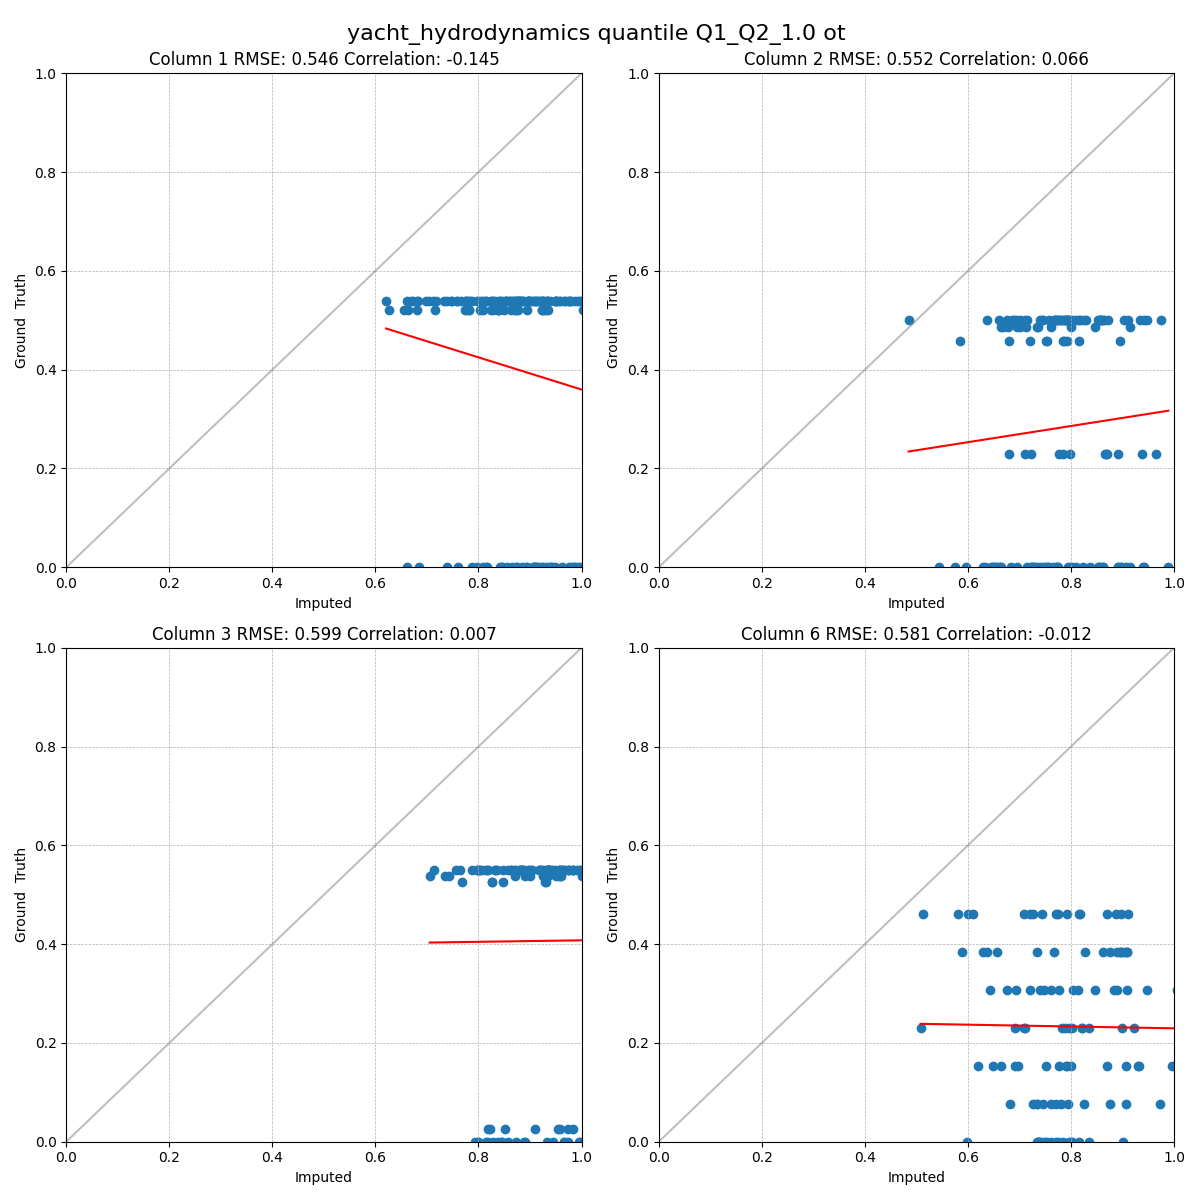 yacht_hydrodynamics quantile Q1_Q2_1.0 ot
Column 1 RMSE: 0.546 Correlation: -0.145
1.0
0.8
0.6
0.4
0.2
0.0
Ground Truth
0.0 0.2 0.4 0.6 0.8 1.0
Imputed
Column 2 RMSE: 0.552 Correlation: 0.066
1.0
0.8
0.6
0.4
0.2
0.0
Ground Truth
0.0 0.2 0.4 0.6 0.8 1.0
Imputed
Column 3 RMSE: 0.599 Correlation: 0.007
1.0
0.8
0.6
0.4
0.2
0.0
Ground Truth
0.0 0.2 0.4 0.6 0.8 1.0
Imputed
Column 6 RMSE: 0.581 Correlation: -0.012
1.0
0.8
0.6
0.4
0.2
0.0
Ground Truth
0.0 0.2 0.4 0.6 0.8 1.0
Imputed